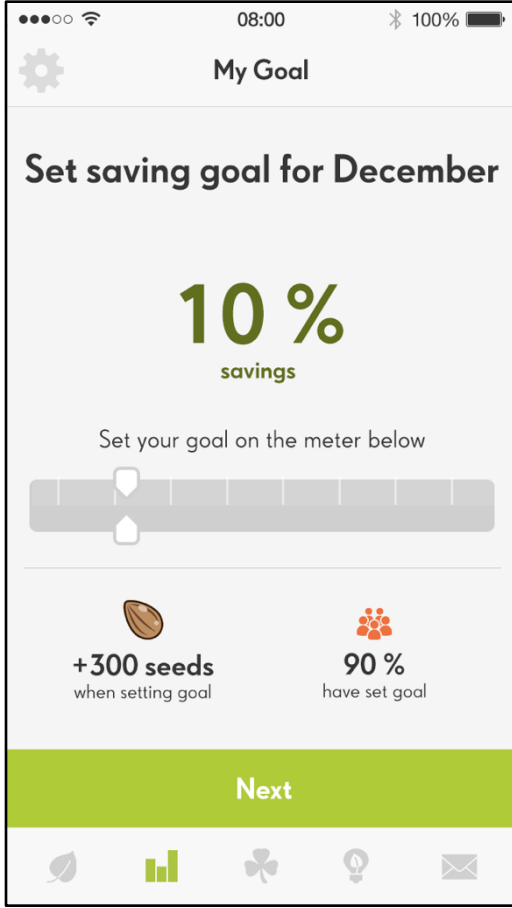 08:00
100%
My Goal
Set saving goal for December
10 %
savings
Set your goal on the meter below
+300 seeds
when setting goal
90 %
have set goal
Next